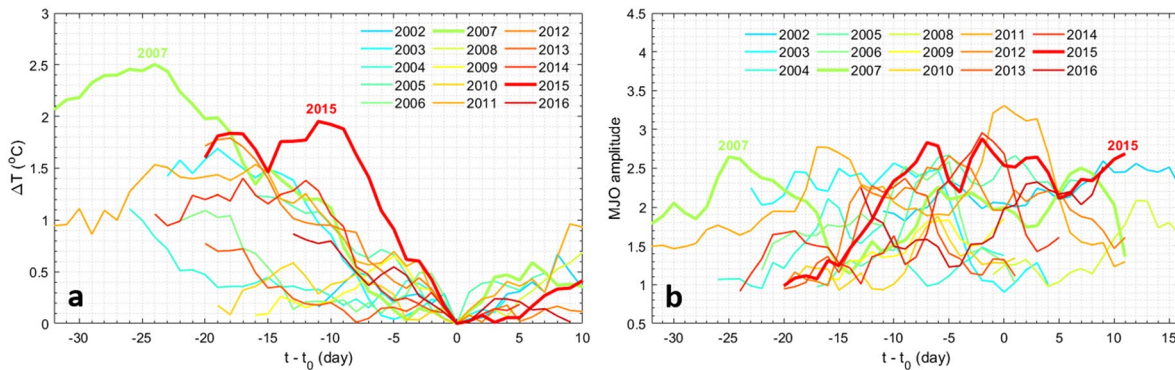 3
2.5
2
1.5
1
0.5
0
ΔT (°C)
2007
2015
2002 2007 2012
2003 2008 2013
2004 2009 2014
2005 2010 2015
2006 2011 2016
a
-30 -25 -20 -15 -10 -5 0 5 10
t - t0 (day)
4.5
4
3.5
3
2.5
2
1.5
1
0.5
MJO amplitude
2002 2005 2008 2011 2014
2003 2006 2009 2012 2015
2004 2007 2010 2013 2016
2007
2015
b
-30 -25 -20 -15 -10 -5 0 5 10 15
t - t0 (day)